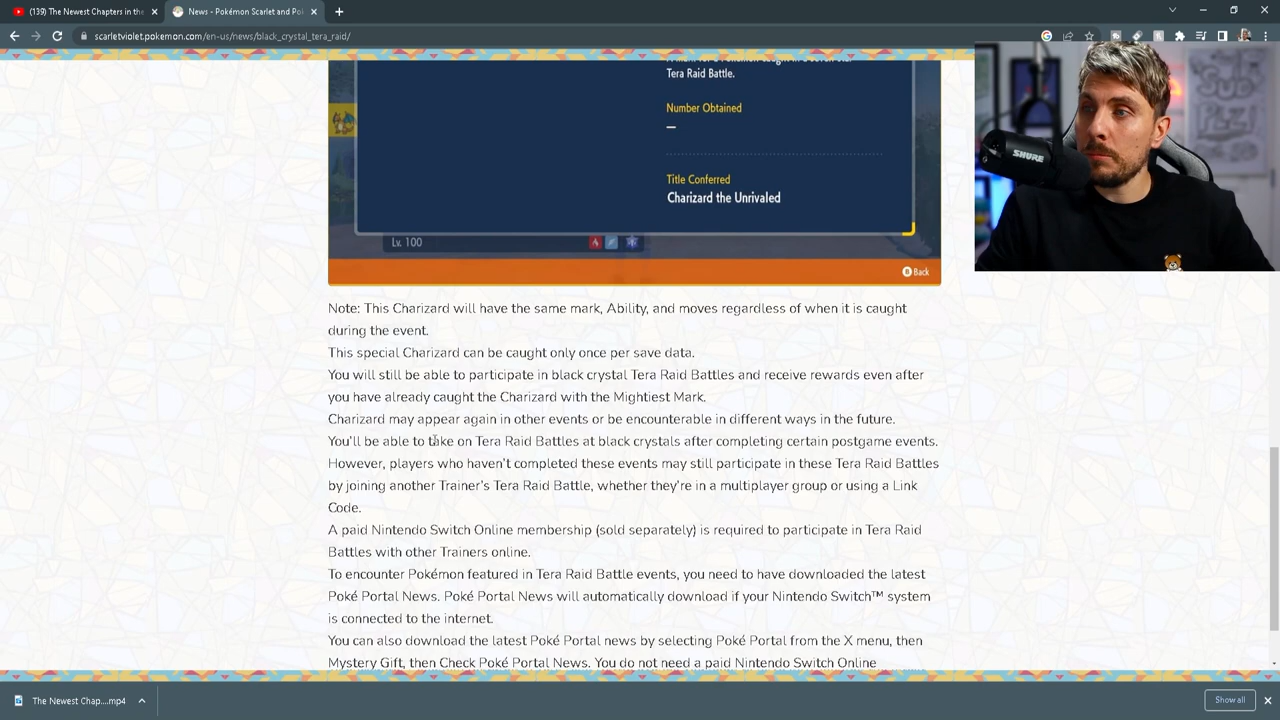 (139) The Newest Chapters in the
News - Pokémon Scarlet and Pok
scarletviolet.pokemon.com/en-us/news/black_crystal_tera_raid/
Tera Raid Battle.
Number Obtained
—
Title Conferred
Charizard the Unrivaled
Lv. 100
Back
SHURE
Note: This Charizard will have the same mark, Ability, and moves regardless of when it is caught
during the event.
This special Charizard can be caught only once per save data.
You will still be able to participate in black crystal Tera Raid Battles and receive rewards even after
you have already caught the Charizard with the Mightiest Mark.
Charizard may appear again in other events or be encounterable in different ways in the future.
You'll be able to take on Tera Raid Battles at black crystals after completing certain postgame events.
However, players who haven't completed these events may still participate in these Tera Raid Battles
by joining another Trainer's Tera Raid Battle, whether they're in a multiplayer group or using a Link
Code.
A paid Nintendo Switch Online membership (sold separately) is required to participate in Tera Raid
Battles with other Trainers online.
To encounter Pokémon featured in Tera Raid Battle events, you need to have downloaded the latest
Poké Portal News. Poké Portal News will automatically download if your Nintendo Switch™ system
is connected to the internet.
You can also download the latest Poké Portal news by selecting Poké Portal from the X menu, then
Mystery Gift, then Check Poké Portal News. You do not need a paid Nintendo Switch Online
The Newest Chap....mp4
Show all